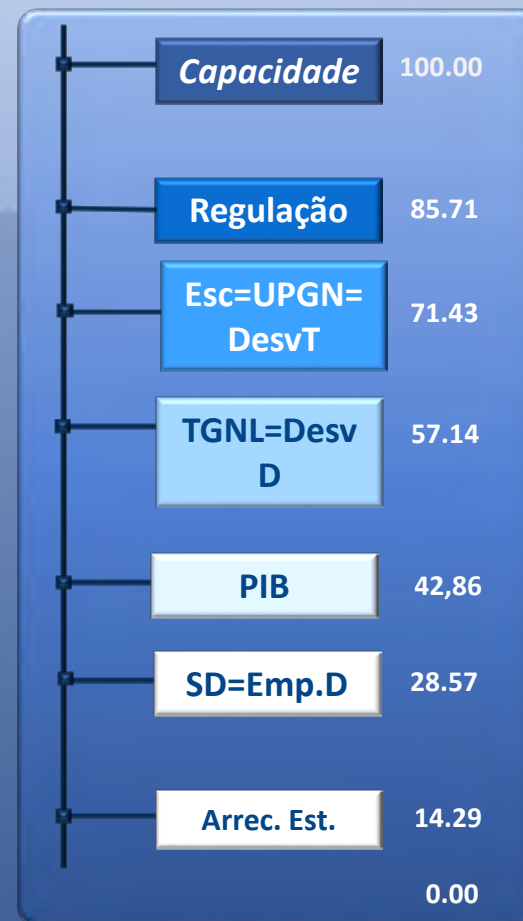 Capacidade 100.00
Regulação 85.71
Esc=UPGN=
DesvT 71.43
TGNL=Desv
D 57.14
PIB 42,86
SD=Emp.D 28.57
Arrec. Est. 14.29
0.00